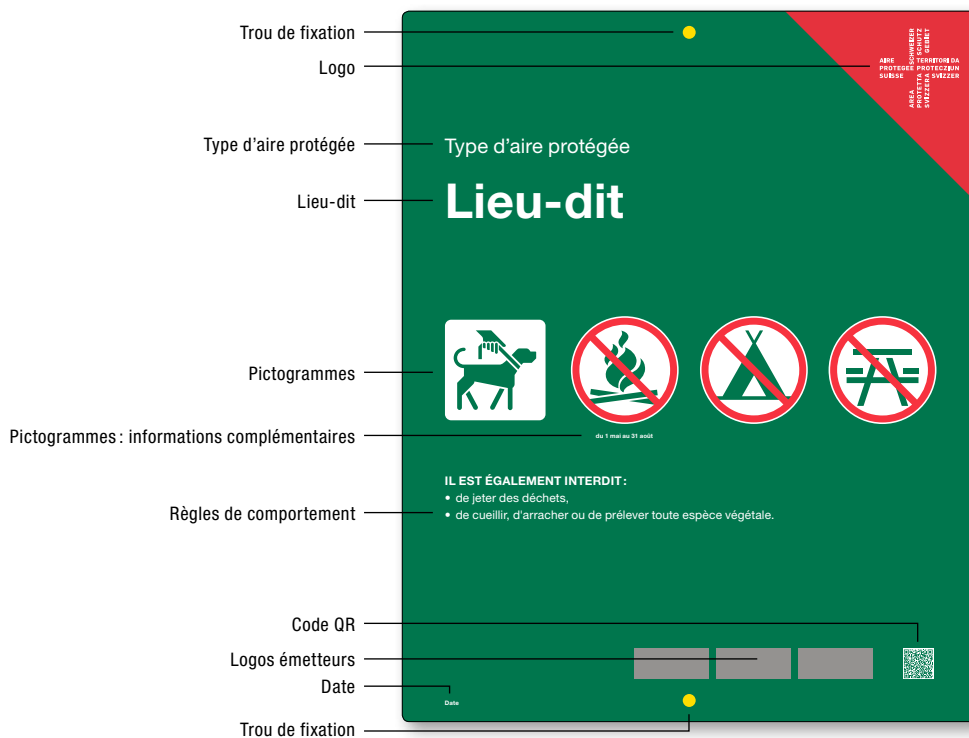 Trou de fixation
Logo
AIRE
PROTEGEE
SUISSE
SCHWEIZER
SCHUTZ
GEBIET
TERRITORI DA
PROTECZIUN
SVIZZER
AREA
PROTETTA
SVIZZERA
Type d'aire protégée
Type d'aire protégée
Lieu-dit
Lieu-dit
Pictogrammes
Pictogrammes : informations complémentaires
du 1 mai au 31 août
IL EST ÉGALEMENT INTERDIT :
• de jeter des déchets,
• de cueillir, d'arracher ou de prélever toute espèce végétale.
Règles de comportement
Code QR
Logos émetteurs
Date
Date
Trou de fixation